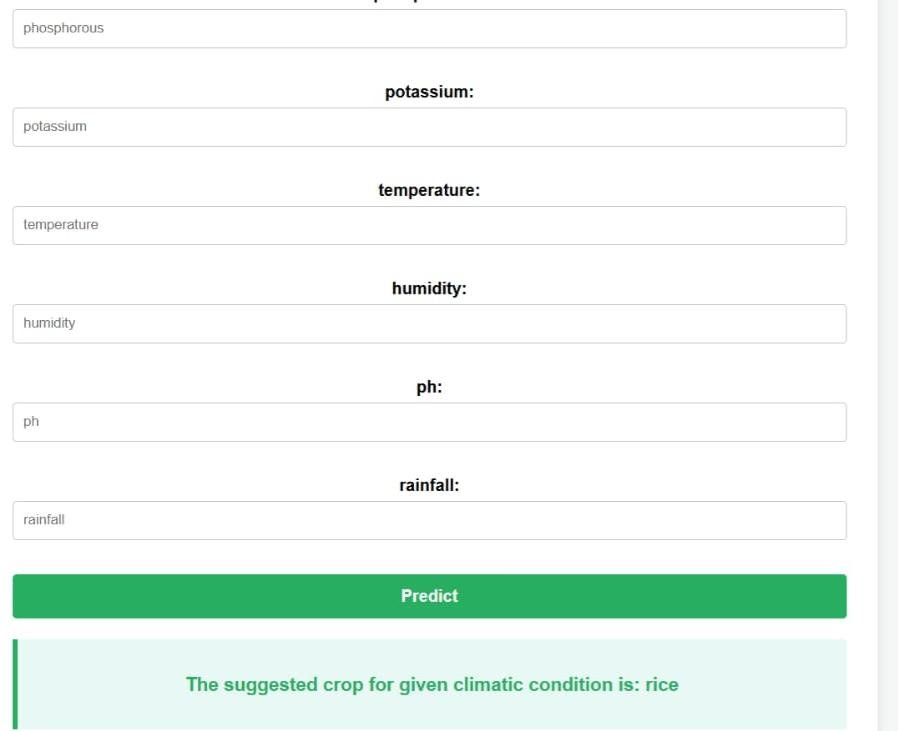 phosphorous
potassium:
potassium
temperature:
temperature
humidity:
humidity
ph:
ph
rainfall:
rainfall
Predict
The suggested crop for given climatic condition is: rice